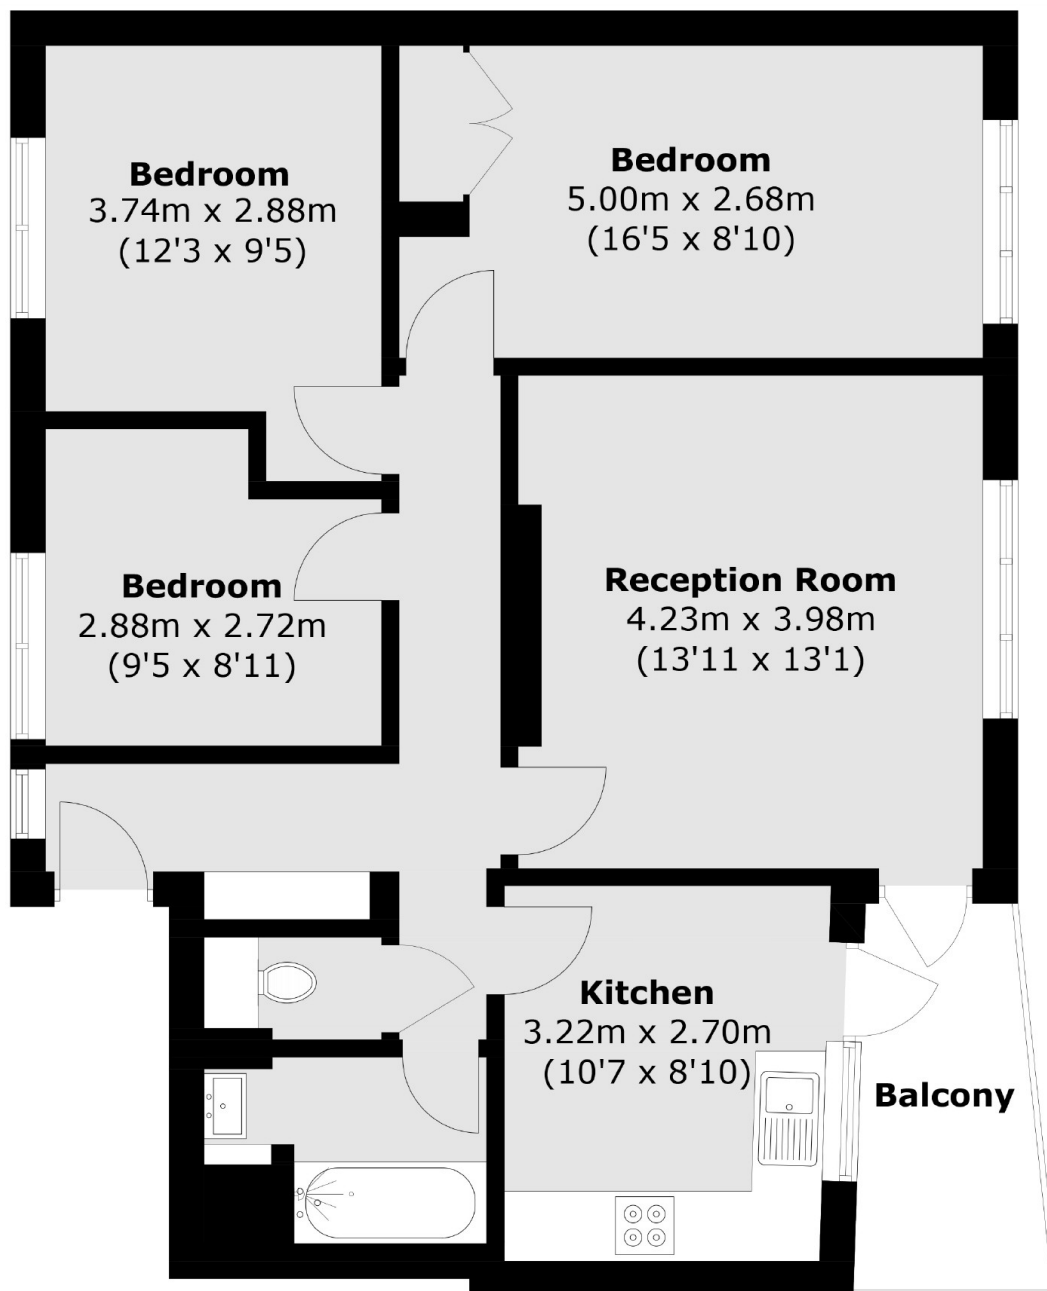 Bedroom
3.74m x 2.88m
(12'3 x 9'5)
Bedroom
5.00m x 2.68m
(16'5 x 8'10)
Bedroom
2.88m x 2.72m
(9'5 x 8'11)
Reception Room
4.23m x 3.98m
(13'11 x 13'1)
Kitchen
3.22m x 2.70m
(10'7 x 8'10)
Balcony